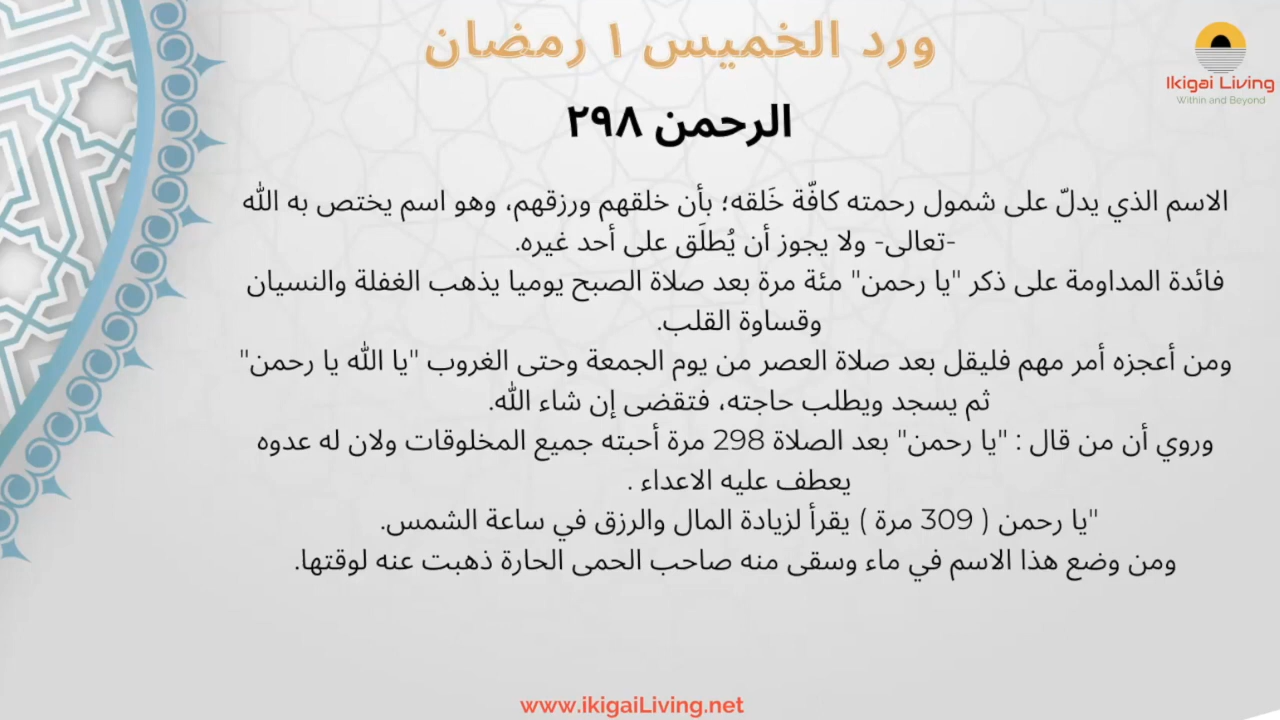 ورد الخميس ١ رمضان
Ikigai Living
Within and Beyond
الرحمن ٢٩٨
الاسم الذي يدلّ على شمول رحمته كافّة خَلقه؛ بأن خلقهم ورزقهم، وهو اسم يختص به الله
-تعالى- ولا يجوز أن يُطلَق على أحد غيره.
فائدة المداومة على ذكر "يا رحمن" مئة مرة بعد صلاة الصبح يوميا يذهب الغفلة والنسيان
وقساوة القلب.
ومن أعجزه أمر مهم فليقل بعد صلاة العصر من يوم الجمعة وحتى الغروب "يا الله يا رحمن"
ثم يسجد ويطلب حاجته، فتقضى إن شاء الله.
وروي أن من قال : "يا رحمن" بعد الصلاة 298 مرة أحبته جميع المخلوقات ولان له عدوه
يعطف عليه الاعداء .
"يا رحمن ( 309 مرة ) يقرأ لزيادة المال والرزق في ساعة الشمس.
ومن وضع هذا الاسم في ماء وسقى منه صاحب الحمى الحارة ذهبت عنه لوقتها.
www.ikigaiLiving.net